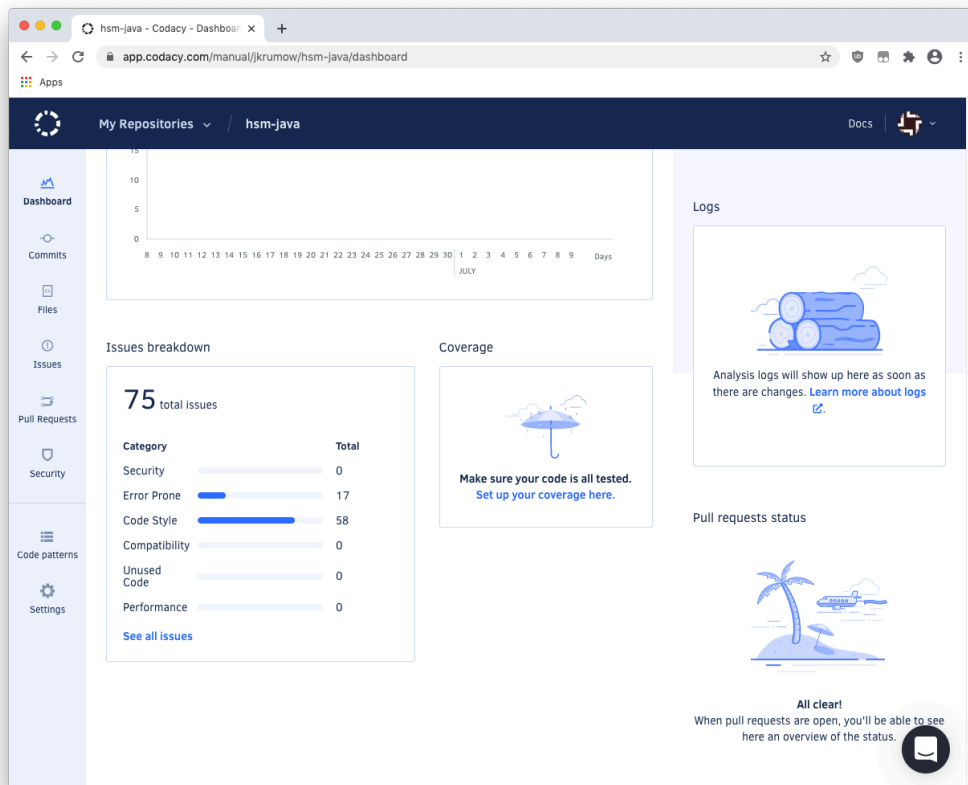 hsm-java - Codacy - Dashboar
app.codacy.com/manual/jkrumow/hsm-java/dashboard
Apps
My Repositories / hsm-java
Docs
Dashboard
Commits
Files
Issues
Pull Requests
Security
Code patterns
Settings
15
10
5
0
8 9 10 11 12 13 14 15 16 17 18 19 20 21 22 23 24 25 26 27 28 29 30 1 2 3 4 5 6 7 8 9 Days
JULY
Issues breakdown
75 total issues
Category Total
Security 0
Error Prone 17
Code Style 58
Compatibility 0
Unused
Code 0
Performance 0
See all issues
Coverage
Make sure your code is all tested.
Set up your coverage here.
Logs
Analysis logs will show up here as soon as
there are changes. Learn more about logs
.
Pull requests status
All clear!
When pull requests are open, you'll be able to see
here an overview of the status.